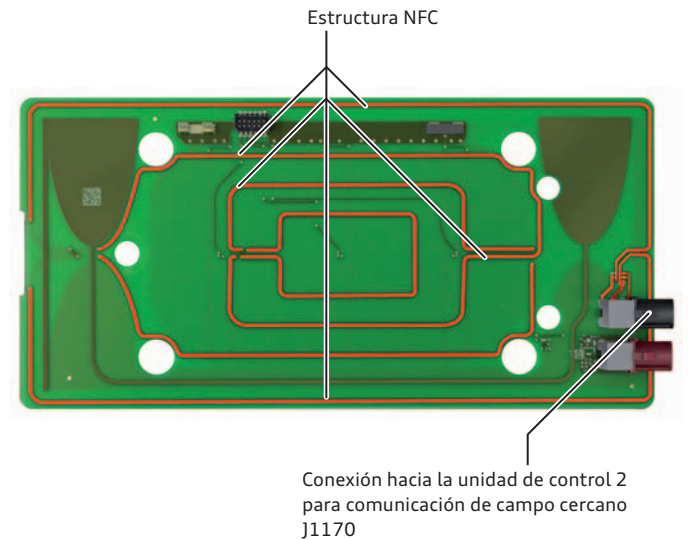 Estructura NFC
Conexión hacia la unidad de control 2
para comunicación de campo cercano
J1170